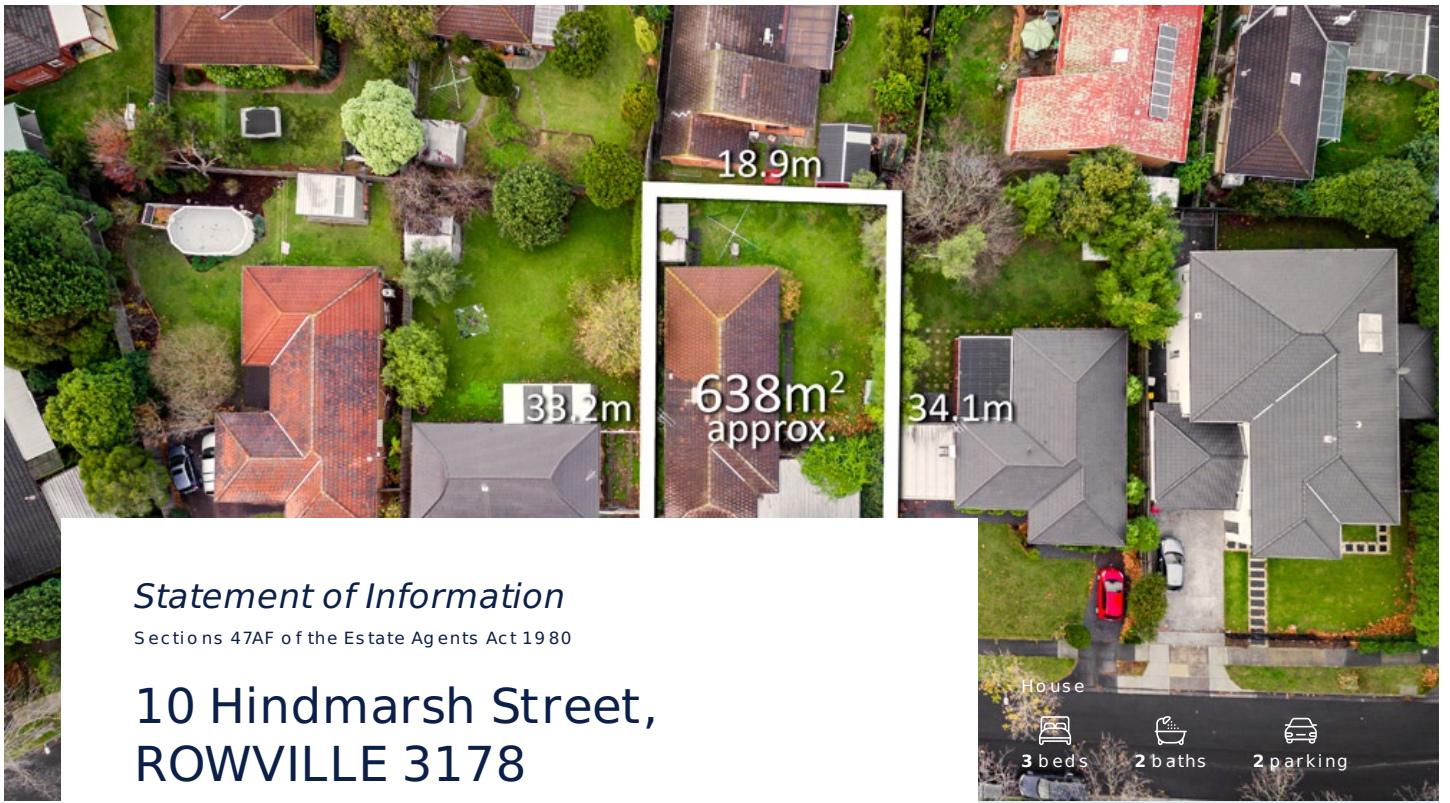 18.9m
638m²
approx.
33.2m
34.1m
Statement of Information
Sections 47AF of the Estate Agents Act 1980
10 Hindmarsh Street,
ROWVILLE 3178
House
3 beds 2 baths 2 parking